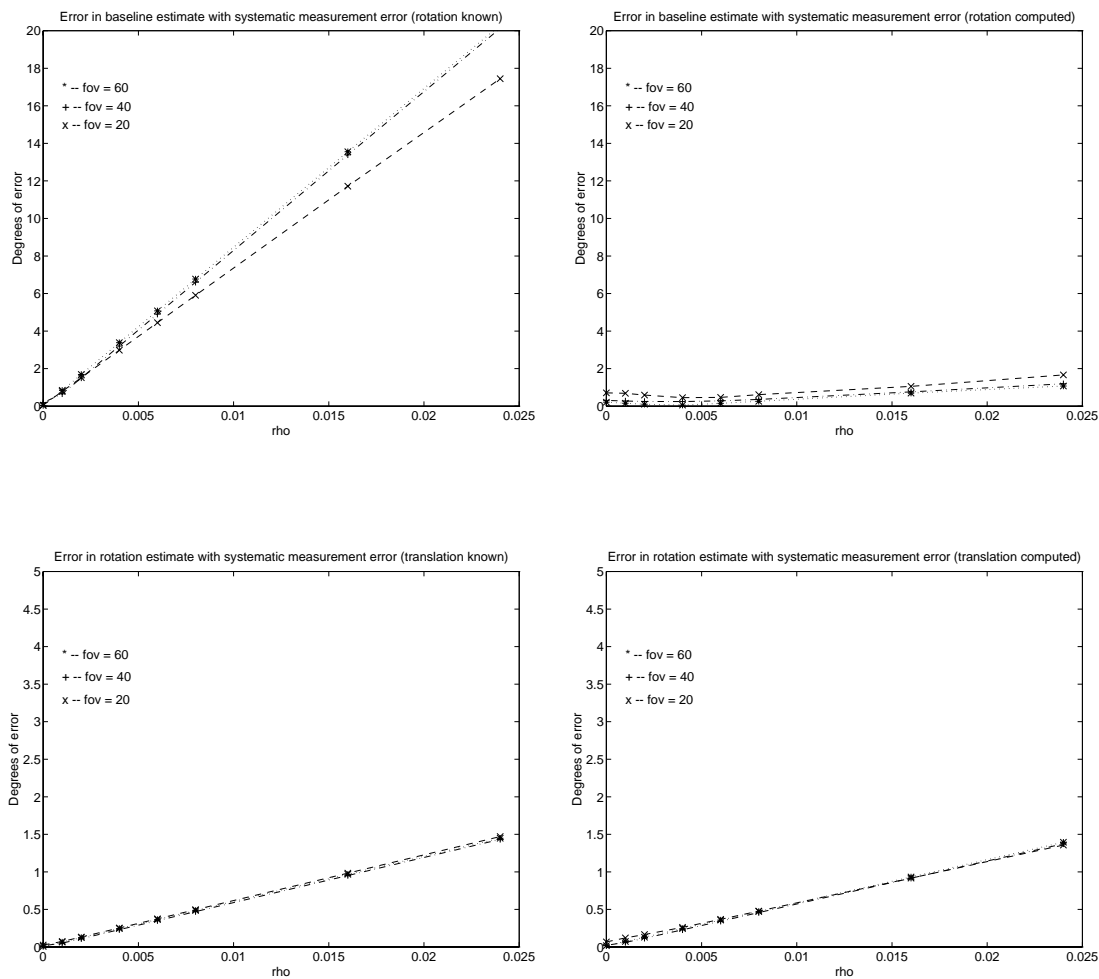 Error in baseline estimate with systematic measurement error (rotation known)
20
18
16
14
12
10
8
6
4
2
0
Degrees of error
* -- fov = 60
+ -- fov = 40
x -- fov = 20
0
0.005
0.01
0.015
0.02
0.025
rho
Error in baseline estimate with systematic measurement error (rotation computed)
20
18
16
14
12
10
8
6
4
2
0
Degrees of error
* -- fov = 60
+ -- fov = 40
x -- fov = 20
0
0.005
0.01
0.015
0.02
0.025
rho
Error in rotation estimate with systematic measurement error (translation known)
5
4.5
4
3.5
3
2.5
2
1.5
1
0.5
0
Degrees of error
* -- fov = 60
+ -- fov = 40
x -- fov = 20
0
0.005
0.01
0.015
0.02
0.025
rho
Error in rotation estimate with systematic measurement error (translation computed)
5
4.5
4
3.5
3
2.5
2
1.5
1
0.5
0
Degrees of error
* -- fov = 60
+ -- fov = 40
x -- fov = 20
0
0.005
0.01
0.015
0.02
0.025
rho